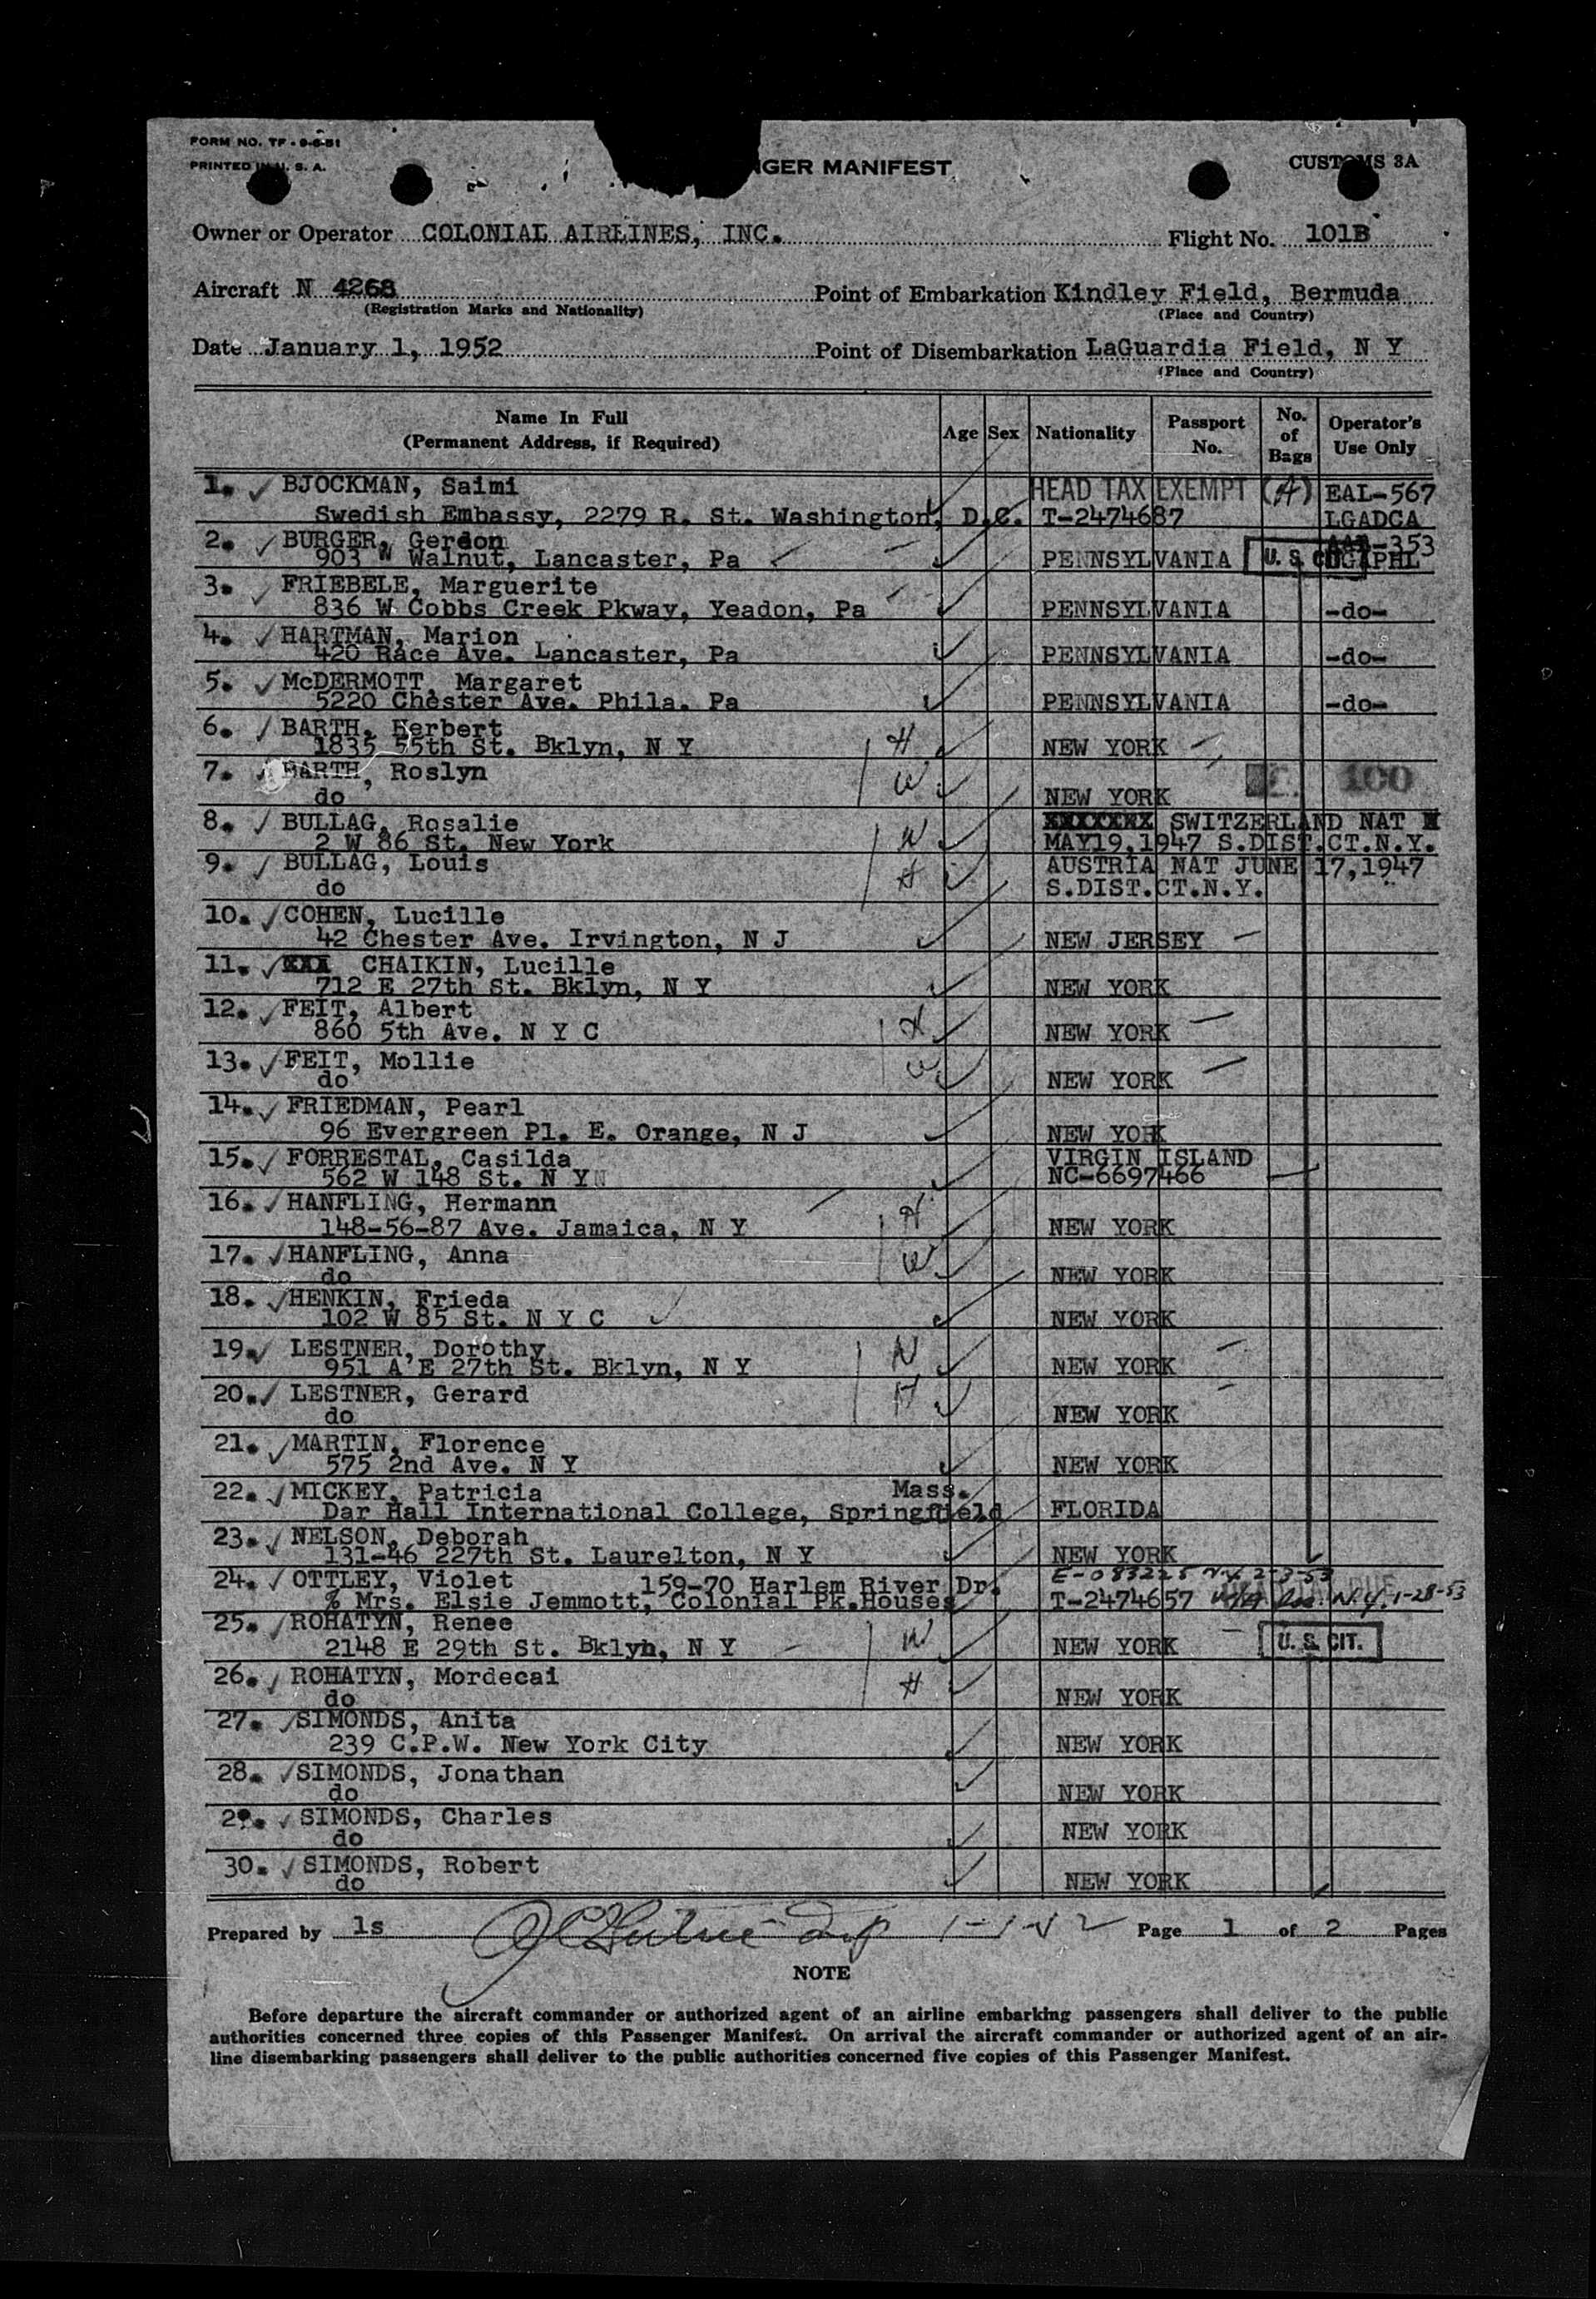 FORM NO. TF - 9-6-51
PRINTED IN U. S. A.
NGER MANIFEST
CUSTOMS 3A
Owner or Operator COLONIAL AIRLINES, INC. Flight No. 101B
Aircraft N 4268 Point of Embarkation Kindley Field, Bermuda
(Registration Marks and Nationality) (Place and Country)
Date January 1, 1952 Point of Disembarkation LaGuardia Field, N Y
(Place and Country)
Name In Full (Permanent Address, if Required) Age Sex Nationality Passport No. No. of Bags Operator's Use Only
1. BJOCKMAN, Saimi HEAD TAX EXEMPT (A) EAL-567
Swedish Embassy, 2279 R. St. Washington, D.C. T-2474687 LGADCA
2. BURGER, Gerdon -353
903 W Walnut, Lancaster, Pa PENNSYLVANIA U. S. CIT. LGAPHL
3. FRIEBELE, Marguerite
836 W Cobbs Creek Pkway, Yeadon, Pa PENNSYLVANIA -do-
4. HARTMAN, Marion
420 Race Ave. Lancaster, Pa PENNSYLVANIA -do-
5. McDERMOTT, Margaret
5220 Chester Ave. Phila. Pa PENNSYLVANIA -do-
6. BARTH, Herbert
1835 55th St. Bklyn, N Y H NEW YORK
7. BARTH, Roslyn W 100
do NEW YORK
8. BULLAG, Rosalie XXXXXXX SWITZERLAND NAT
2 W 86 St. New York W MAY19,1947 S.DIST.CT.N.Y.
9. BULLAG, Louis H AUSTRIA NAT JUNE 17,1947
do S.DIST.CT.N.Y.
10. COHEN, Lucille
42 Chester Ave. Irvington, N J NEW JERSEY
11. XXX CHAIKIN, Lucille
712 E 27th St. Bklyn, N Y NEW YORK
12. FEIT, Albert
860 5th Ave. N Y C H NEW YORK
13. FEIT, Mollie W
do NEW YORK
14. FRIEDMAN, Pearl
96 Evergreen Pl. E. Orange, N J NEW YORK
15. FORRESTAL, Casilda VIRGIN ISLAND
562 W 148 St. N Y NC-6697466
16. HANFLING, Hermann H
148-56-87 Ave. Jamaica, N Y NEW YORK
17. HANFLING, Anna W
do NEW YORK
18. HENKIN, Frieda
102 W 85 St. N Y C NEW YORK
19. LESTNER, Dorothy W
951 A E 27th St. Bklyn, N Y NEW YORK
20. LESTNER, Gerard H
do NEW YORK
21. MARTIN, Florence
575 2nd Ave. N Y NEW YORK
22. MICKEY, Patricia Mass.
Dar Hall International College, Springfield FLORIDA
23. NELSON, Deborah
131-46 227th St. Laurelton, N Y NEW YORK
24. OTTLEY, Violet 159-70 Harlem River Dr. E-083225 N.Y. 2-3-53
% Mrs. Elsie Jemmott, Colonial Pk.Houses T-2474657 N.Y. 1-28-53
25. ROHATYN, Renee
2148 E 29th St. Bklyn, N Y W NEW YORK U. S. CIT.
26. ROHATYN, Mordecai H
do NEW YORK
27. SIMONDS, Anita
239 C.P.W. New York City NEW YORK
28. SIMONDS, Jonathan
do NEW YORK
29. SIMONDS, Charles
do NEW YORK
30. SIMONDS, Robert
do NEW YORK
Prepared by ls 1-1-52 Page 1 of 2 Pages
NOTE
Before departure the aircraft commander or authorized agent of an airline embarking passengers shall deliver to the public
authorities concerned three copies of this Passenger Manifest. On arrival the aircraft commander or authorized agent of an air-
line disembarking passengers shall deliver to the public authorities concerned five copies of this Passenger Manifest.